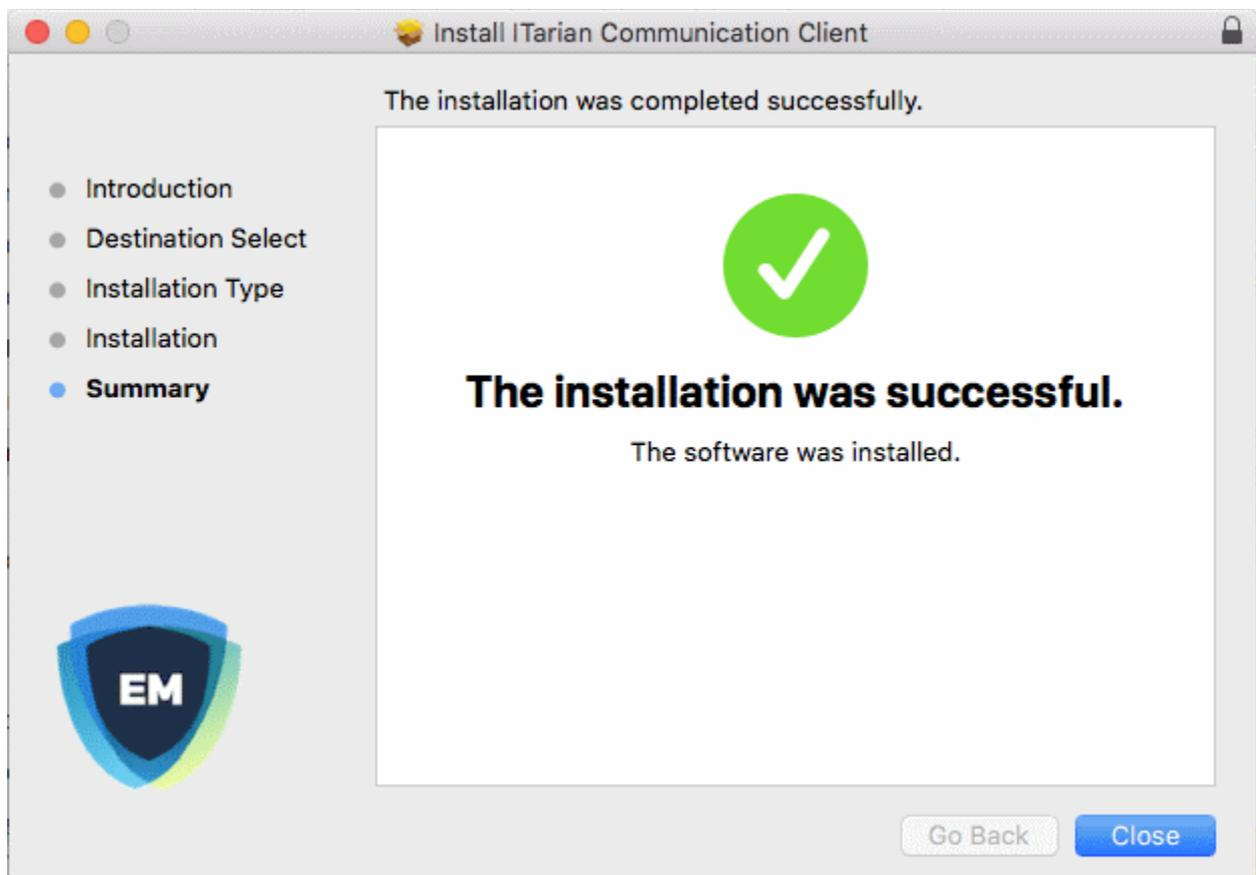 Install ITarian Communication Client
The installation was completed successfully.
Introduction
Destination Select
Installation Type
Installation
Summary
The installation was successful.
The software was installed.
EM
Go Back
Close